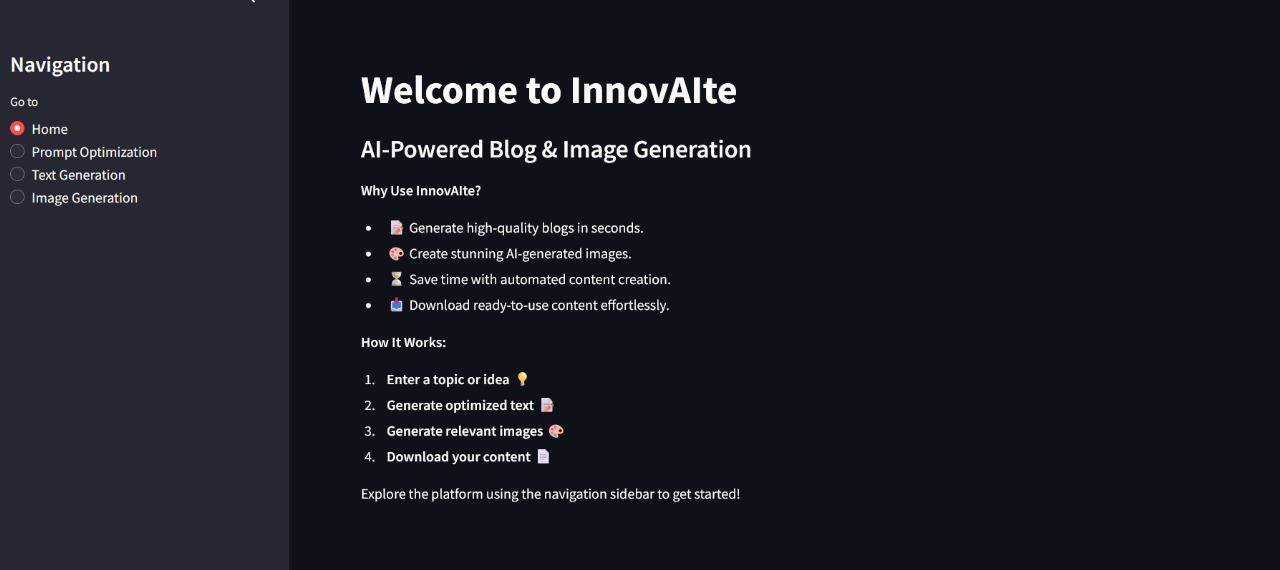 Navigation
Go to
Home
Prompt Optimization
Text Generation
Image Generation
Welcome to InnovAIte
AI-Powered Blog & Image Generation
Why Use InnovAIte?
• 📝 Generate high-quality blogs in seconds.
• 🎨 Create stunning AI-generated images.
• ⏳ Save time with automated content creation.
• 📥 Download ready-to-use content effortlessly.
How It Works:
1. Enter a topic or idea 💡
2. Generate optimized text 📝
3. Generate relevant images 🎨
4. Download your content 📄
Explore the platform using the navigation sidebar to get started!